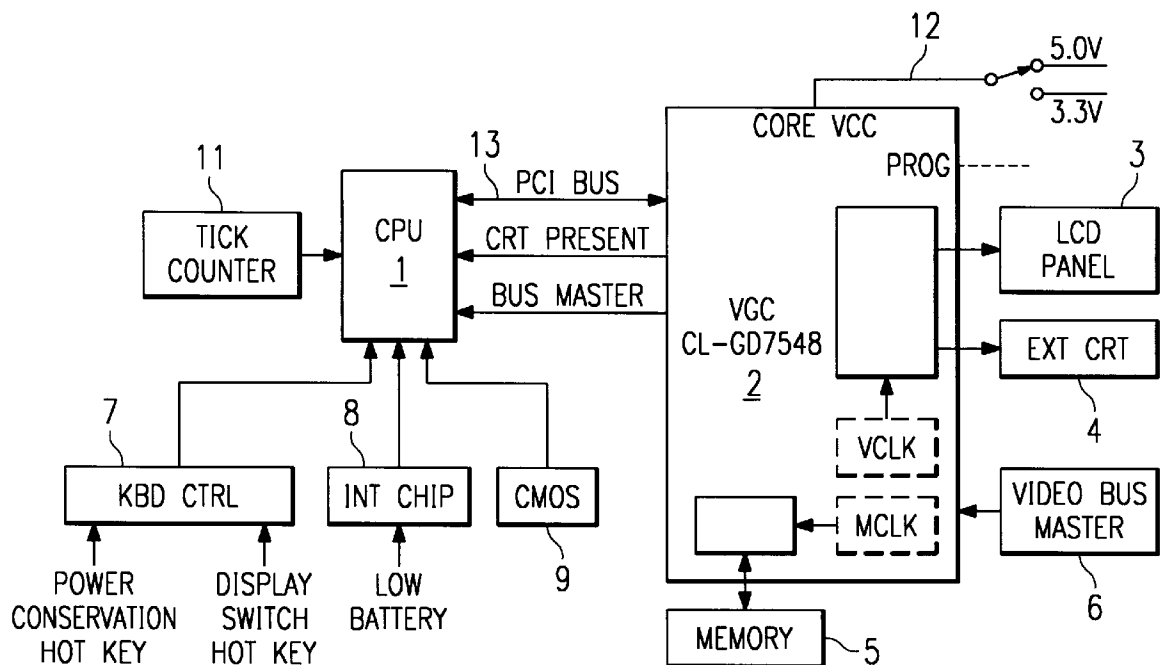 12
5.0V
3.3V
CORE VCC
PROG
11
TICK
COUNTER
CPU
1
13
PCI BUS
CRT PRESENT
BUS MASTER
VGC
CL-GD7548
2
3
LCD
PANEL
EXT CRT
4
VCLK
MCLK
VIDEO BUS
MASTER
6
7
KBD CTRL
8
INT CHIP
CMOS
9
POWER
CONSERVATION
HOT KEY
DISPLAY
SWITCH
HOT KEY
LOW
BATTERY
MEMORY
5